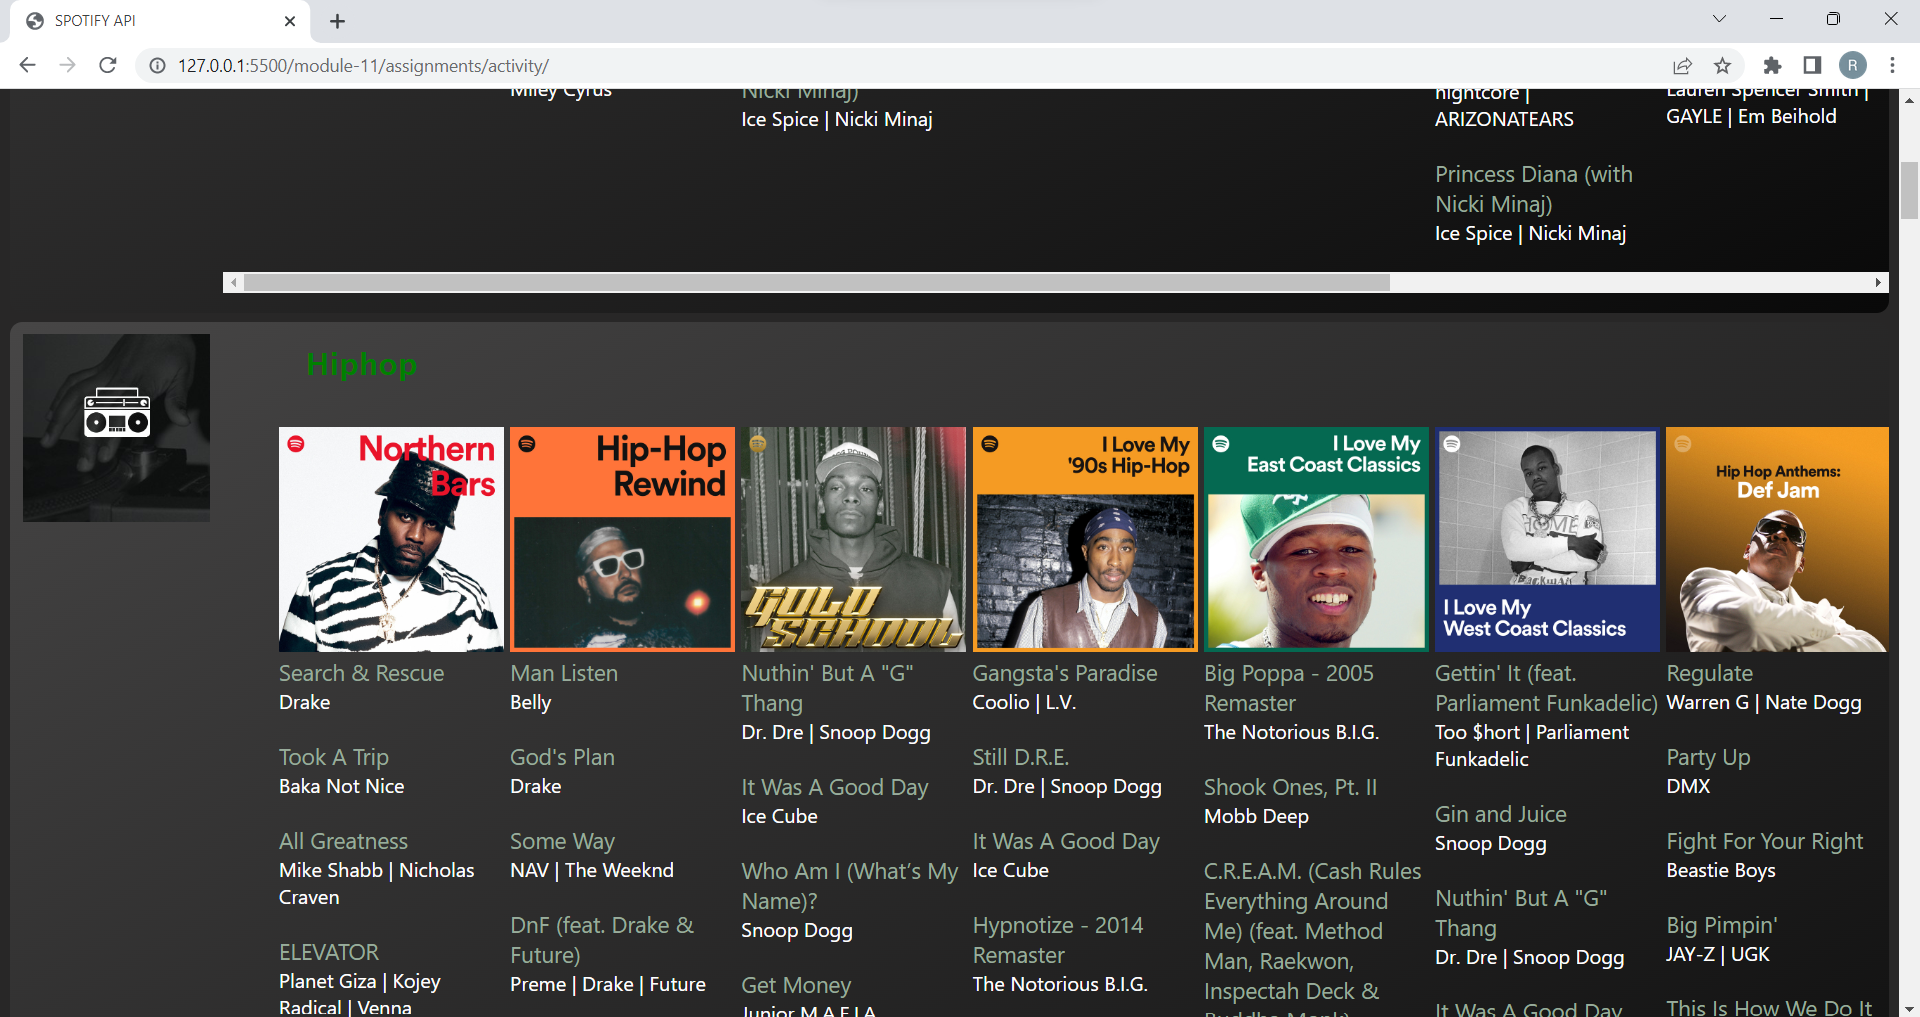 SPOTIFY API
127.0.0.1:5500/module-11/assignments/activity/
R
Miley Cyrus
Nicki Minaj)
Ice Spice | Nicki Minaj
nightcore |
ARIZONATEARS
Princess Diana (with
Nicki Minaj)
Ice Spice | Nicki Minaj
Lauren Spencer Smith |
GAYLE | Em Beihold
Hiphop
Northern
Bars
Search & Rescue
Drake
Took A Trip
Baka Not Nice
All Greatness
Mike Shabb | Nicholas
Craven
ELEVATOR
Planet Giza | Kojey
Radical | Venna
Hip-Hop
Rewind
Man Listen
Belly
God's Plan
Drake
Some Way
NAV | The Weeknd
DnF (feat. Drake &
Future)
Preme | Drake | Future
GOLD
SCHOOL
Nuthin' But A "G"
Thang
Dr. Dre | Snoop Dogg
It Was A Good Day
Ice Cube
Who Am I (What’s My
Name)?
Snoop Dogg
Get Money
Junior M.A.F.I.A.
I Love My
'90s Hip-Hop
Gangsta's Paradise
Coolio | L.V.
Still D.R.E.
Dr. Dre | Snoop Dogg
It Was A Good Day
Ice Cube
Hypnotize - 2014
Remaster
The Notorious B.I.G.
I Love My
East Coast Classics
Big Poppa - 2005
Remaster
The Notorious B.I.G.
Shook Ones, Pt. II
Mobb Deep
C.R.E.A.M. (Cash Rules
Everything Around
Me) (feat. Method
Man, Raekwon,
Inspectah Deck &
Buddha Monk)
HOME
I Love My
West Coast Classics
Gettin' It (feat.
Parliament Funkadelic)
Too $hort | Parliament
Funkadelic
Gin and Juice
Snoop Dogg
Nuthin' But A "G"
Thang
Dr. Dre | Snoop Dogg
It Was A Good Day
Hip Hop Anthems:
Def Jam
Regulate
Warren G | Nate Dogg
Party Up
DMX
Fight For Your Right
Beastie Boys
Big Pimpin'
JAY-Z | UGK
This Is How We Do It